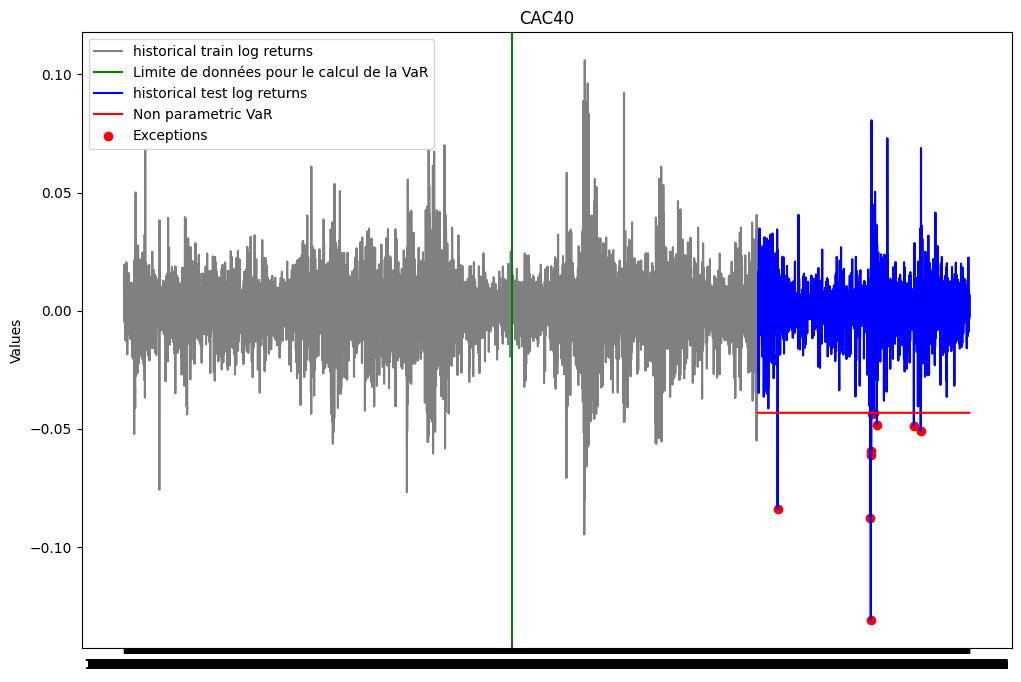 CAC40
historical train log returns
Limite de données pour le calcul de la VaR
historical test log returns
Non parametric VaR
Exceptions
Values
0.10
0.05
0.00
−0.05
−0.10